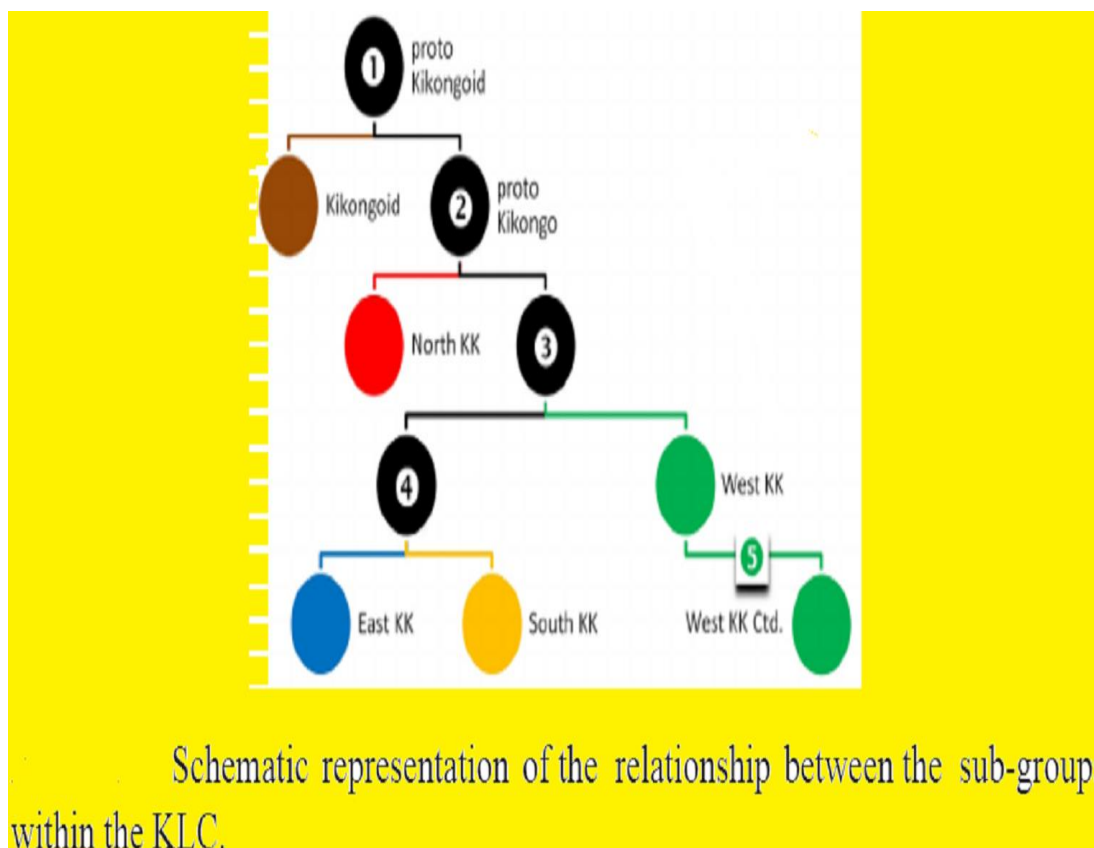 1
proto
Kikongoid
Kikongoid
2
proto
Kikongo
North KK
3
4
West KK
5
East KK
South KK
West KK Ctd.
Schematic representation of the relationship between the sub-group
within the KLC.